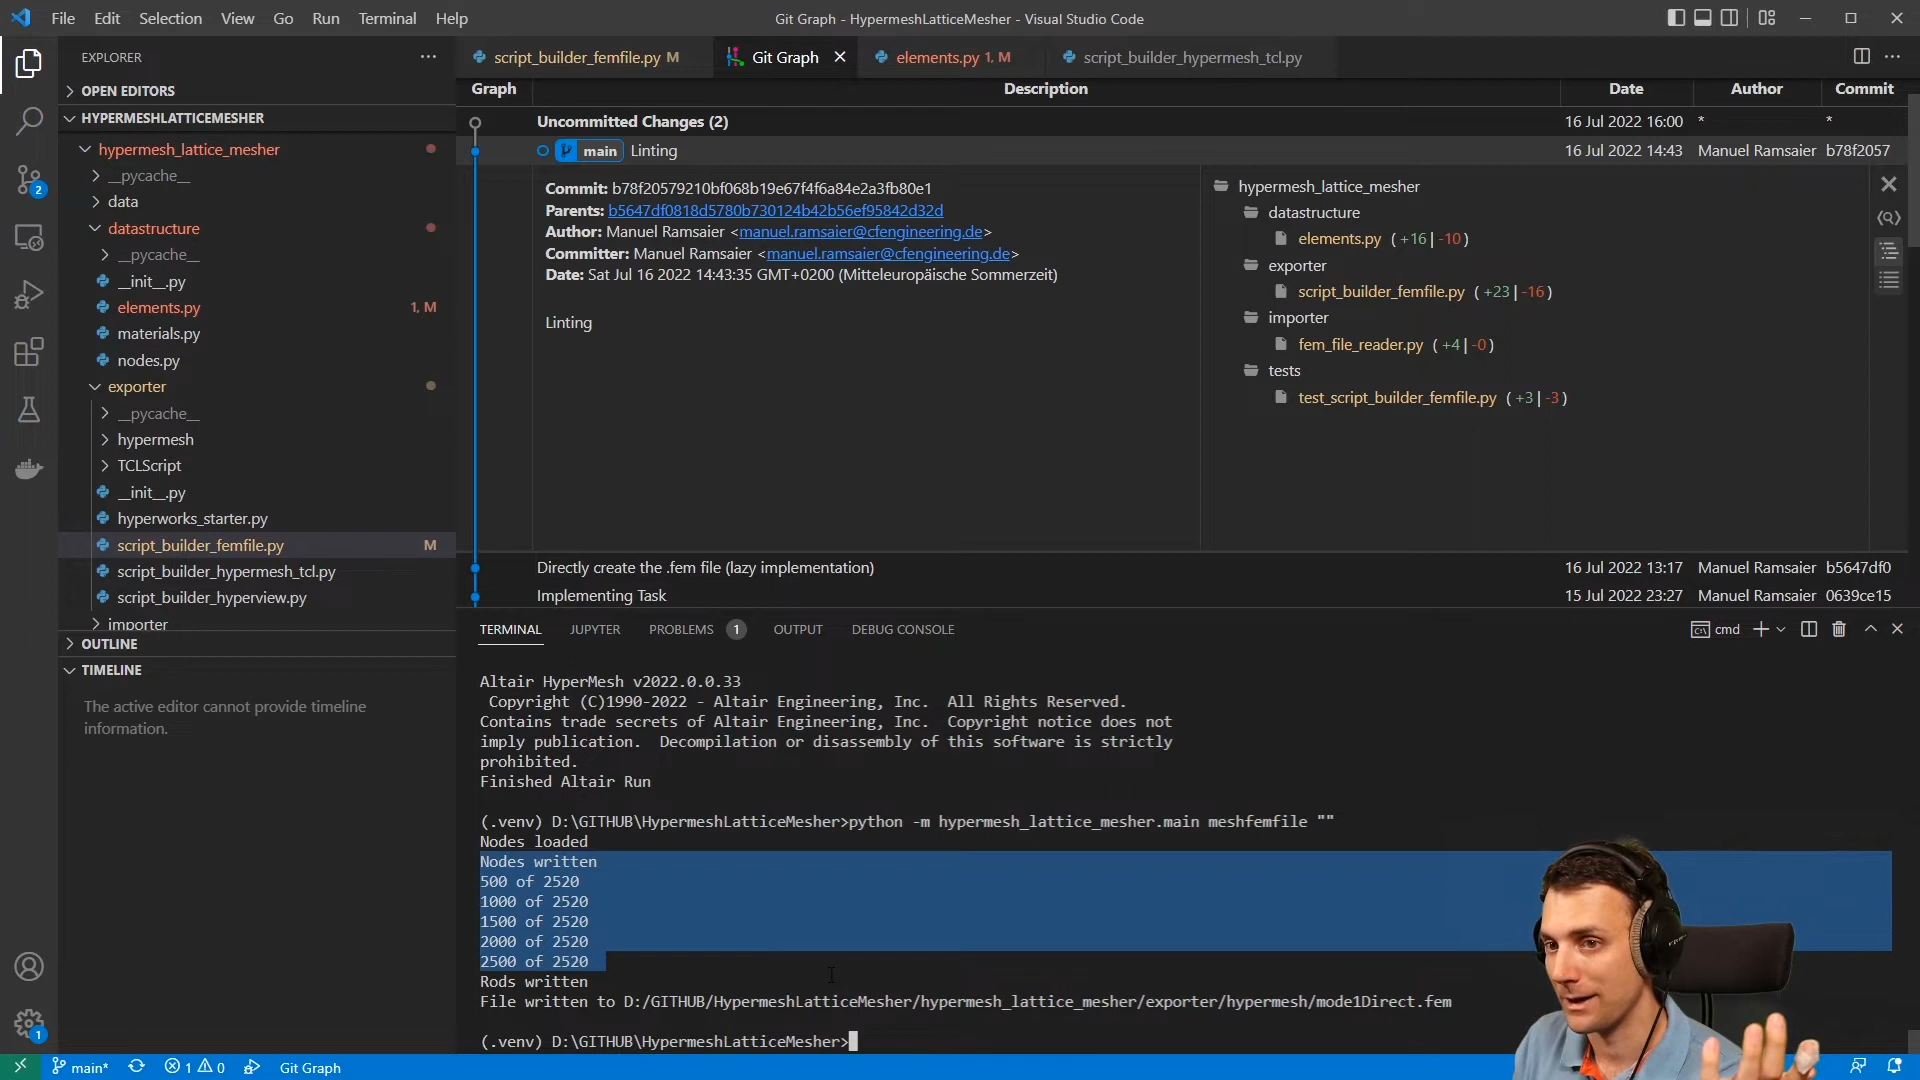 File Edit Selection View Go Run Terminal Help
Git Graph - HypermeshLatticeMesher - Visual Studio Code
EXPLORER
OPEN EDITORS
HYPERMESHLATTICEMESHER
hypermesh_lattice_mesher
__pycache__
data
datastructure
__pycache__
__init__.py
elements.py 1, M
materials.py
nodes.py
exporter
__pycache__
hypermesh
TCLScript
__init__.py
hyperworks_starter.py
script_builder_femfile.py M
script_builder_hypermesh_tcl.py
script_builder_hyperview.py
importer
OUTLINE
TIMELINE
The active editor cannot provide timeline
information.
2
1
script_builder_femfile.py M Git Graph elements.py 1, M script_builder_hypermesh_tcl.py
Graph Description Date Author Commit
Uncommitted Changes (2) 16 Jul 2022 16:00 * *
main Linting 16 Jul 2022 14:43 Manuel Ramsaier b78f2057
Commit: b78f20579210bf068b19e67f4f6a84e2a3fb80e1
Parents: b5647df0818d5780b730124b42b56ef95842d32d
Author: Manuel Ramsaier <manuel.ramsaier@cfengineering.de>
Committer: Manuel Ramsaier <manuel.ramsaier@cfengineering.de>
Date: Sat Jul 16 2022 14:43:35 GMT+0200 (Mitteleuropäische Sommerzeit)
Linting
hypermesh_lattice_mesher
datastructure
elements.py ( +16 | -10 )
exporter
script_builder_femfile.py ( +23 | -16 )
importer
fem_file_reader.py ( +4 | -0 )
tests
test_script_builder_femfile.py ( +3 | -3 )
Directly create the .fem file (lazy implementation) 16 Jul 2022 13:17 Manuel Ramsaier b5647df0
Implementing Task 15 Jul 2022 23:27 Manuel Ramsaier 0639ce15
TERMINAL JUPYTER PROBLEMS 1 OUTPUT DEBUG CONSOLE
cmd
Altair HyperMesh v2022.0.0.33
Copyright (C)1990-2022 - Altair Engineering, Inc. All Rights Reserved.
Contains trade secrets of Altair Engineering, Inc. Copyright notice does not
imply publication. Decompilation or disassembly of this software is strictly
prohibited.
Finished Altair Run
(.venv) D:\GITHUB\HypermeshLatticeMesher>python -m hypermesh_lattice_mesher.main meshfemfile ""
Nodes loaded
Nodes written
500 of 2520
1000 of 2520
1500 of 2520
2000 of 2520
2500 of 2520
Rods written
File written to D:/GITHUB/HypermeshLatticeMesher/hypermesh_lattice_mesher/exporter/hypermesh/mode1Direct.fem
(.venv) D:\GITHUB\HypermeshLatticeMesher>
main* 1 0 Git Graph